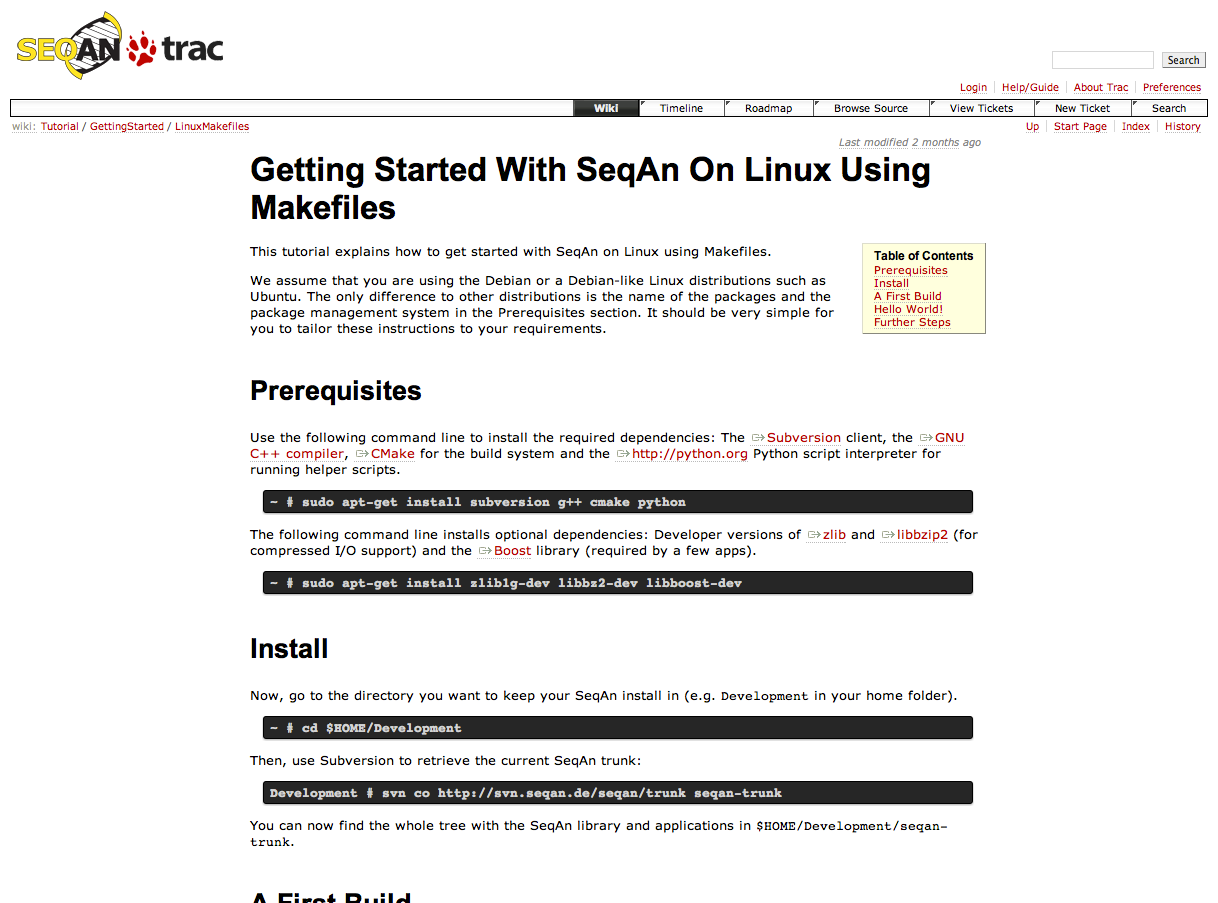 SEQAN trac
Search
Login Help/Guide About Trac Preferences
Wiki Timeline Roadmap Browse Source View Tickets New Ticket Search
wiki: Tutorial / GettingStarted / LinuxMakefiles
Up Start Page Index History
Last modified 2 months ago
Getting Started With SeqAn On Linux Using
Makefiles
This tutorial explains how to get started with SeqAn on Linux using Makefiles.
We assume that you are using the Debian or a Debian-like Linux distributions such as
Ubuntu. The only difference to other distributions is the name of the packages and the
package management system in the Prerequisites section. It should be very simple for
you to tailor these instructions to your requirements.
Table of Contents
Prerequisites
Install
A First Build
Hello World!
Further Steps
Prerequisites
Use the following command line to install the required dependencies: The Subversion client, the GNU
C++ compiler, CMake for the build system and the http://python.org Python script interpreter for
running helper scripts.
~ # sudo apt-get install subversion g++ cmake python
The following command line installs optional dependencies: Developer versions of zlib and libbzip2 (for
compressed I/O support) and the Boost library (required by a few apps).
~ # sudo apt-get install zlib1g-dev libbz2-dev libboost-dev
Install
Now, go to the directory you want to keep your SeqAn install in (e.g. Development in your home folder).
~ # cd $HOME/Development
Then, use Subversion to retrieve the current SeqAn trunk:
Development # svn co http://svn.seqan.de/seqan/trunk seqan-trunk
You can now find the whole tree with the SeqAn library and applications in $HOME/Development/seqan-
trunk.
A First Build